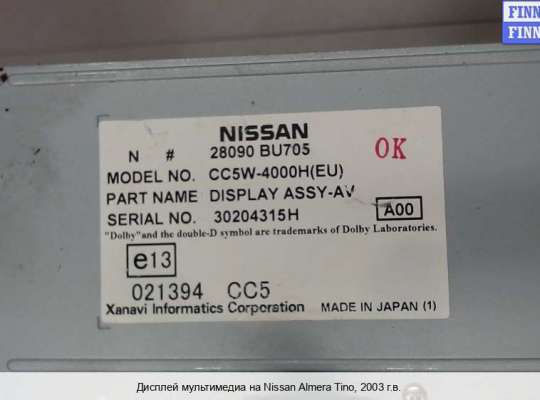 FINN
FINN
NISSAN
N # 28090 BU705
OK
MODEL NO. CC5W-4000H(EU)
PART NAME DISPLAY ASSY-AV
SERIAL NO. 30204315H A00
"Dolby"and the double-D symbol are trademarks of Dolby Laboratories.
e13
021394 CC5
Xanavi Informatics Corporation MADE IN JAPAN (1)
Дисплей мультимедиа на Nissan Almera Tino, 2003 г.в.